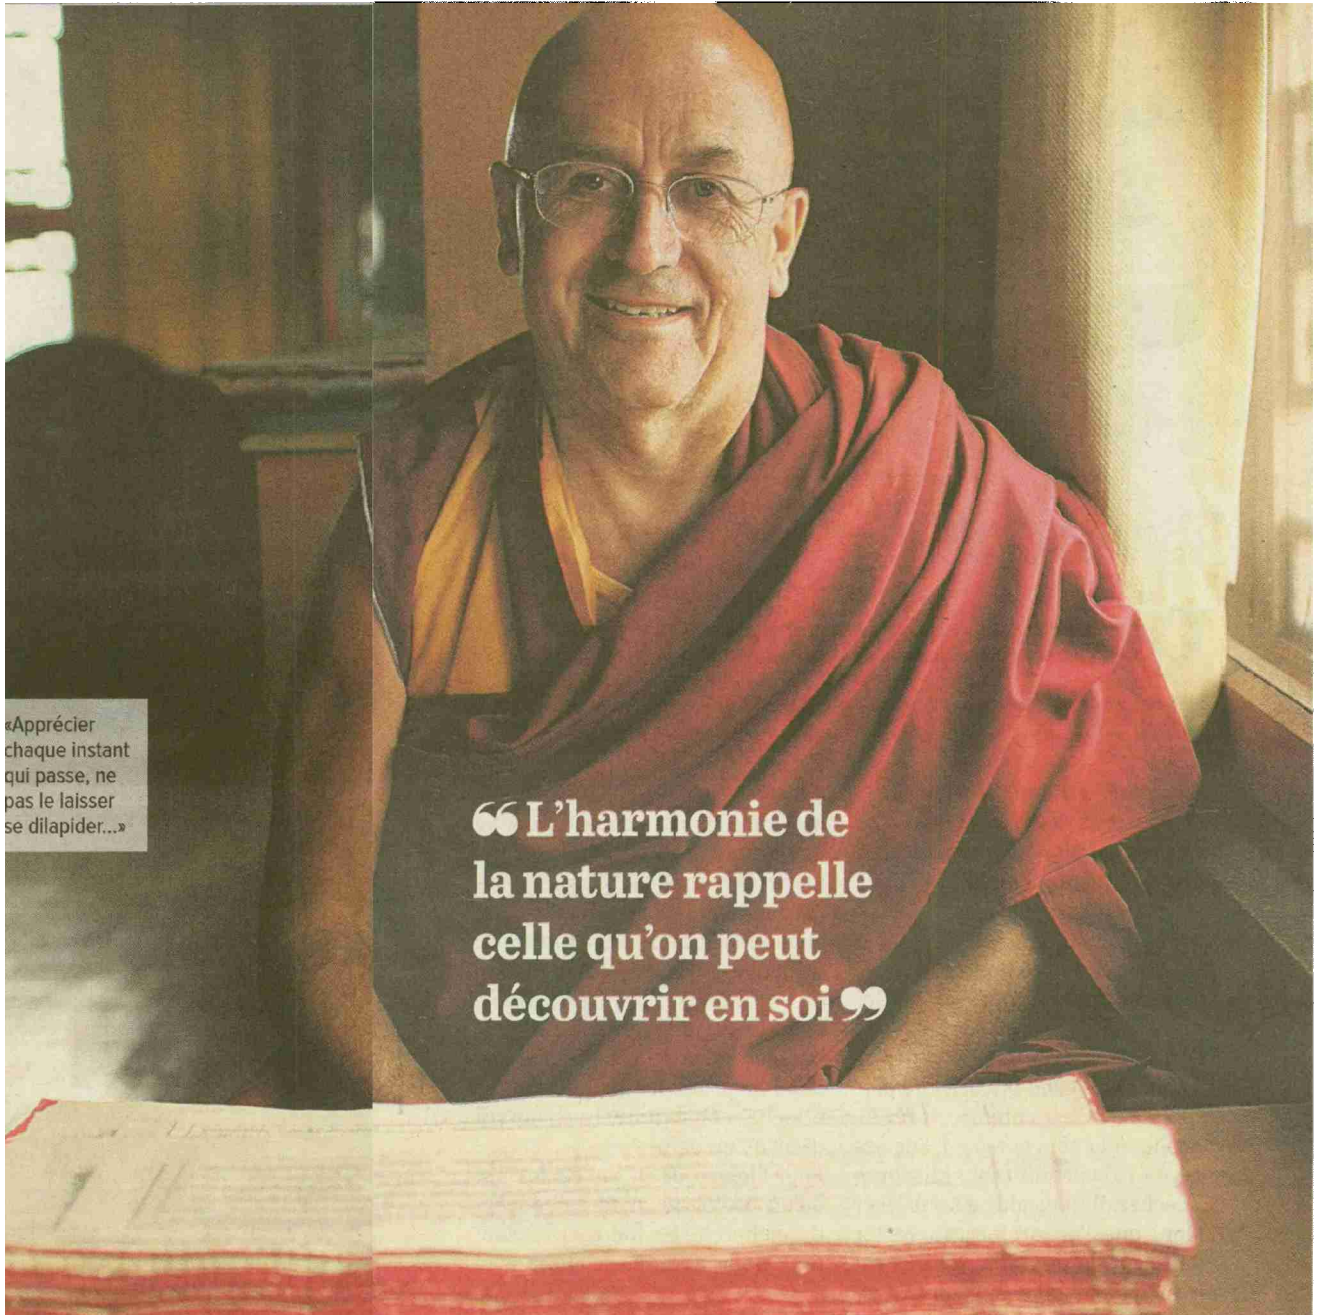 «Apprécier
chaque instant
qui passe, ne
pas le laisser
se dilapider...»
“L’harmonie de
la nature rappelle
celle qu’on peut
découvrir en soi”